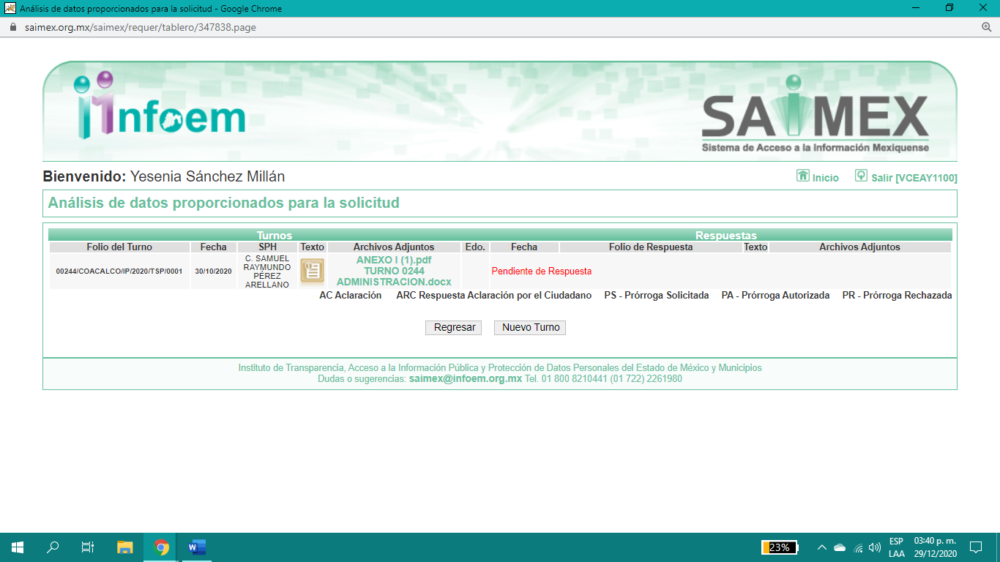 Análisis de datos proporcionados para la solicitud - Google Chrome
saimex.org.mx/saimex/requer/tablero/347838.page
infoem
SAIMEX
Sistema de Acceso a la Información Mexiquense
Bienvenido: Yesenia Sánchez Millán
Inicio Salir [VCEAY1100]
Análisis de datos proporcionados para la solicitud
Turnos Respuestas
Folio del Turno Fecha SPH Texto Archivos Adjuntos Edo. Fecha Folio de Respuesta Texto Archivos Adjuntos
00244/COACALCO/IP/2020/TSP/0001 30/10/2020
C. SAMUEL
RAYMUNDO
PÉREZ
ARELLANO
ANEXO I (1).pdf
TURNO 0244
ADMINISTRACION.docx
Pendiente de Respuesta
AC Aclaración ARC Respuesta Aclaración por el Ciudadano PS - Prórroga Solicitada PA - Prórroga Autorizada PR - Prórroga Rechazada
Regresar Nuevo Turno
Instituto de Transparencia, Acceso a la Información Pública y Protección de Datos Personales del Estado de México y Municipios
Dudas o sugerencias: saimex@infoem.org.mx Tel. 01 800 8210441 (01 722) 2261980
23%
ESP
LAA
03:40 p. m.
29/12/2020